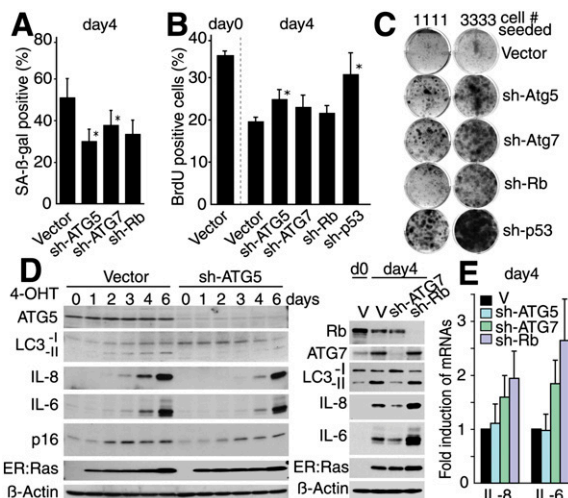 A day4
SA-ß-gal positive (%)
80
60
40
20
0
*
*
Vector
sh-ATG5
sh-ATG7
sh-Rb
B day0 day4
BrdU positive cells (%)
40
30
20
10
0
*
*
Vector
Vector
sh-ATG5
sh-ATG7
sh-Rb
sh-p53
C 1111 3333 cell #
seeded
Vector
sh-Atg5
sh-Atg7
sh-Rb
sh-p53
D Vector sh-ATG5
4-OHT 0 1 2 3 4 6 0 1 2 3 4 6 days
ATG5
LC3 -I
-II
IL-8
IL-6
p16
ER:Ras
ß-Actin
d0 day4
V V sh-ATG7 sh-Rb
Rb
ATG7
LC3 -I
-II
IL-8
IL-6
ER:Ras
ß-Actin
E day4
V
sh-ATG5
sh-ATG7
sh-Rb
Fold induction of mRNAs
3
2
1
0
IL-8 IL-6